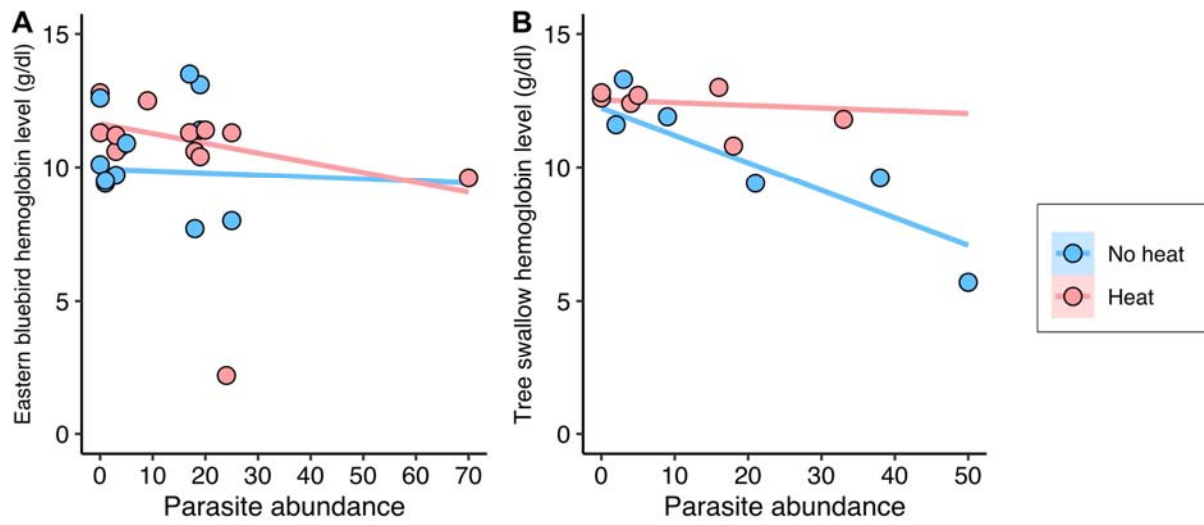 A
Eastern bluebird hemoglobin level (g/dl)
15
10
5
0
0 10 20 30 40 50 60 70
Parasite abundance
B
Tree swallow hemoglobin level (g/dl)
15
10
5
0
0 10 20 30 40 50
Parasite abundance
No heat
Heat